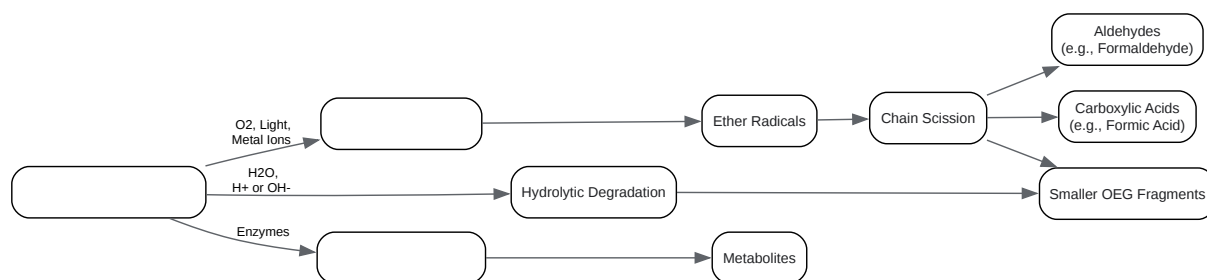 Aldehydes
(e.g., Formaldehyde)
O2, Light,
Metal Ions
Ether Radicals
Chain Scission
Carboxylic Acids
(e.g., Formic Acid)
H2O,
H+ or OH-
Hydrolytic Degradation
Smaller OEG Fragments
Enzymes
Metabolites